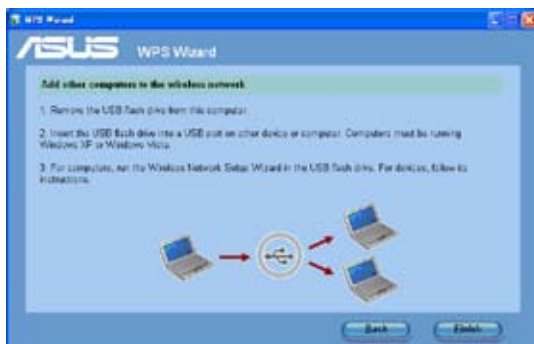 WPS Wizard
ASUS WPS Wizard
Add other computers to the wireless network
1. Remove the USB flash drive from this computer.
2. Insert the USB flash drive into a USB port on other device or computer. Computers must be running
Windows XP or Windows Vista.
3. For computers, run the Wireless Network Setup Wizard in the USB flash drive. For devices, follow its
instructions.
Back Finish